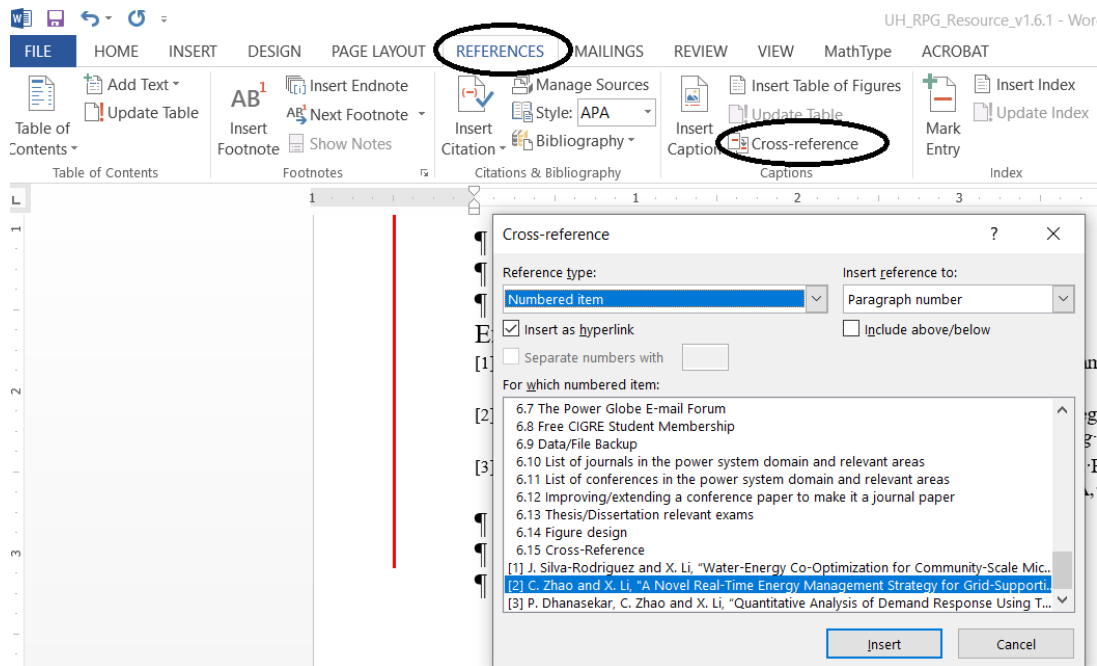 UH_RPG_Resource_v1.6.1 - Wor
FILE HOME INSERT DESIGN PAGE LAYOUT REFERENCES MAILINGS REVIEW VIEW MathType ACROBAT
Table of Contents
Add Text
Update Table
Table of Contents
AB¹ Insert Footnote
Insert Endnote
Next Footnote
Show Notes
Footnotes
Insert Citation
Manage Sources
Style: APA
Bibliography
Citations & Bibliography
Insert Caption
Insert Table of Figures
Update Table
Cross-reference
Captions
Mark Entry
Insert Index
Update Index
Index
1 1 2 3
1
2
3
[1]
[2]
[3]
Cross-reference ?
Reference type:
Insert reference to:
Numbered item
Paragraph number
Insert as hyperlink
Include above/below
Separate numbers with
For which numbered item:
6.7 The Power Globe E-mail Forum
6.8 Free CIGRE Student Membership
6.9 Data/File Backup
6.10 List of journals in the power system domain and relevant areas
6.11 List of conferences in the power system domain and relevant areas
6.12 Improving/extending a conference paper to make it a journal paper
6.13 Thesis/Dissertation relevant exams
6.14 Figure design
6.15 Cross-Reference
[1] J. Silva-Rodriguez and X. Li, “Water-Energy Co-Optimization for Community-Scale Mic...
[2] C. Zhao and X. Li, "A Novel Real-Time Energy Management Strategy for Grid-Supporti...
[3] P. Dhanasekar, C. Zhao and X. Li, “Quantitative Analysis of Demand Response Using T...
Insert
Cancel